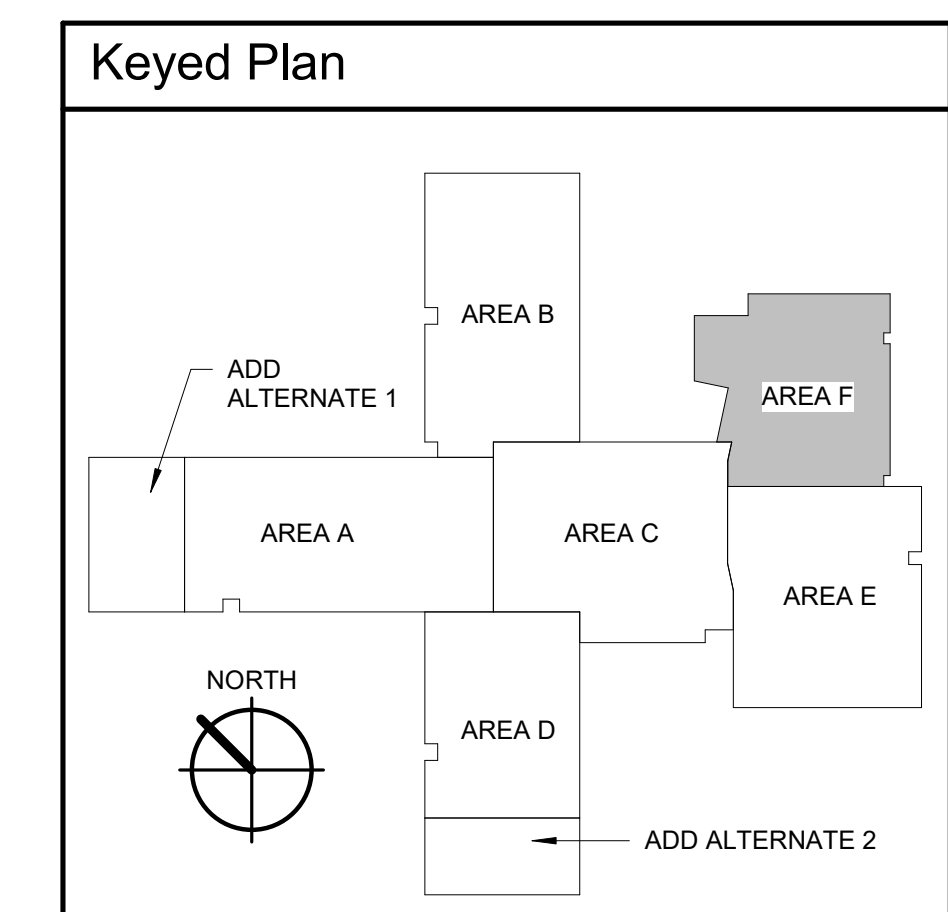 Keyed Plan
AREA B
ADD
ALTERNATE 1
AREA F
AREA A
AREA C
AREA E
NORTH
AREA D
ADD ALTERNATE 2